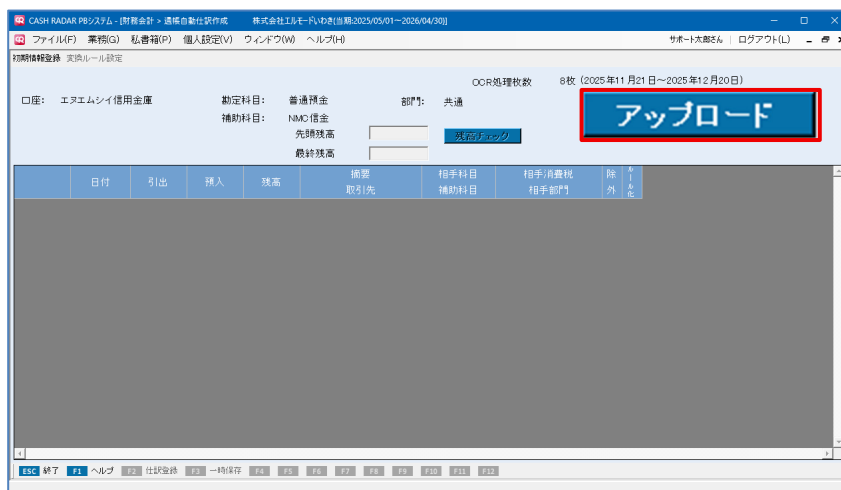 CASH RADAR PBシステム - [財務会計 > 通帳自動仕訳作成 株式会社エルモードいわき(当期:2025/05/01～2026/04/30)]
ファイル(F) 業務(G) 私書箱(P) 個人設定(V) ウィンドウ(W) ヘルプ(H) サポート太郎さん | ログアウト(L)
初期情報登録 変換ルール設定
OCR処理枚数 8枚 (2025年11月21日～2025年12月20日)
口座: エヌエムシイ信用金庫 勘定科目: 普通預金 部門: 共通 アップロード
補助科目: NMC信金
先頭残高 残高チェック
最終残高
日付 引出 預入 残高 摘要 相手科目 相手消費税 除 ルール化
取引先 補助科目 相手部門 外
ESC 終了 F1 ヘルプ F2 仕訳登録 F3 一時保存 F4 F5 F6 F7 F8 F9 F10 F11 F12